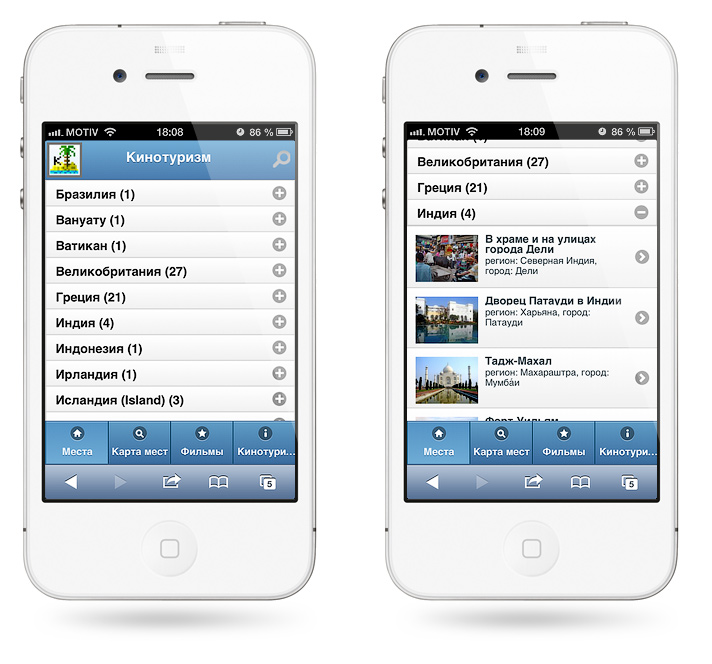 MOTIV 18:08 86 %
К
Кинотуризм
Бразилия (1)
Вануату (1)
Ватикан (1)
Великобритания (27)
Греция (21)
Индия (4)
Индонезия (1)
Ирландия (1)
Исландия (Island) (3)
Места Карта мест Фильмы Кинотури...
5
MOTIV 18:09 86 %
Великобритания (27)
Греция (21)
Индия (4)
В храме и на улицах
города Дели
регион: Северная Индия,
город: Дели
Дворец Патауди в Индии
регион: Харьяна, город:
Патауди
Тадж-Махал
регион: Махараштра, город:
Мумба́и
Форт Уильям
Места Карта мест Фильмы Кинотури...
5